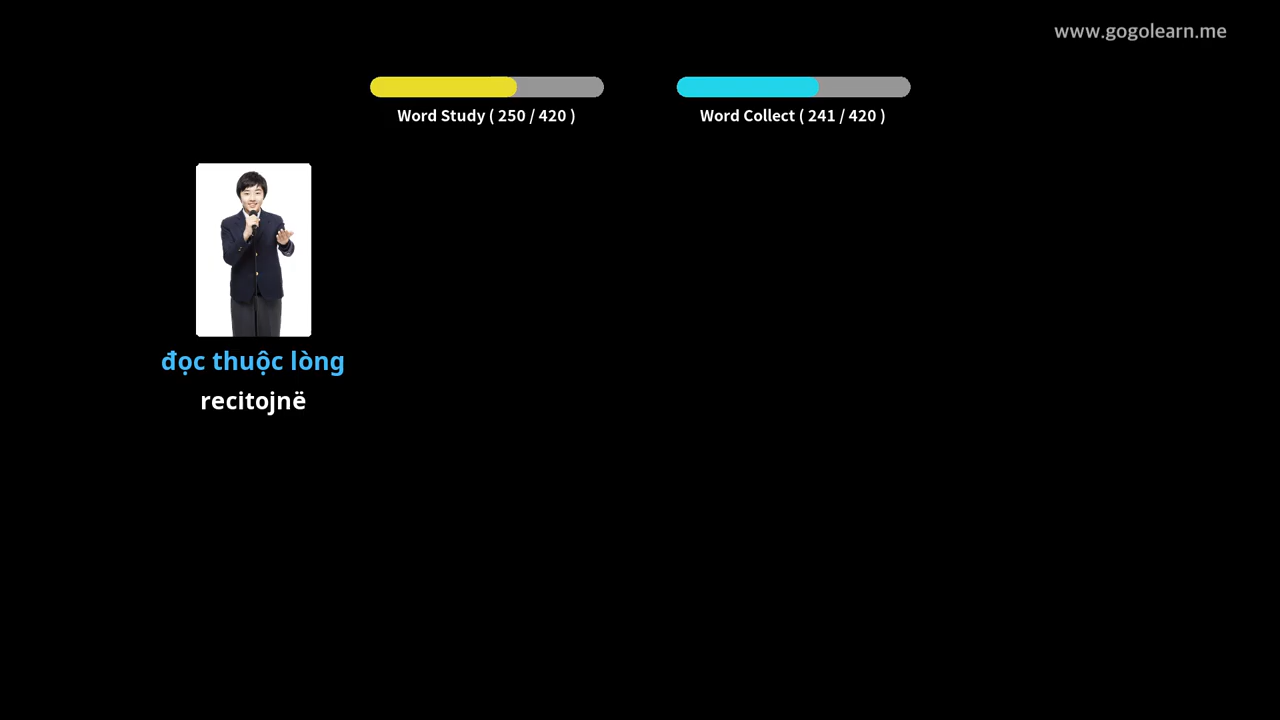 www.gogolearn.me
Word Study ( 250 / 420 )
Word Collect ( 241 / 420 )
đọc thuộc lòng
recitojnë